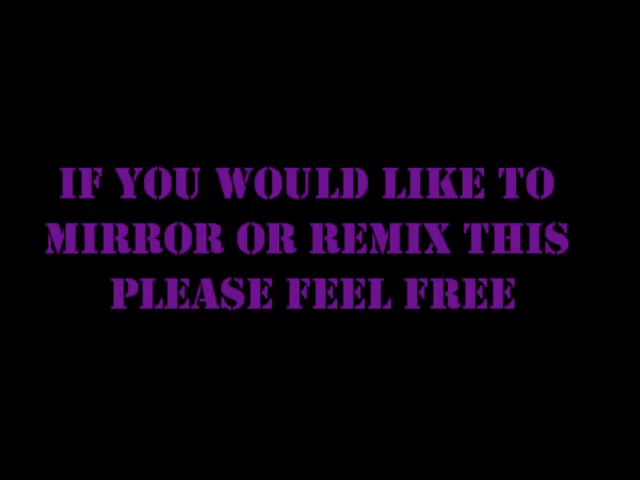 IF YOU WOULD LIKE TO
MIRROR OR REMIX THIS
PLEASE FEEL FREE